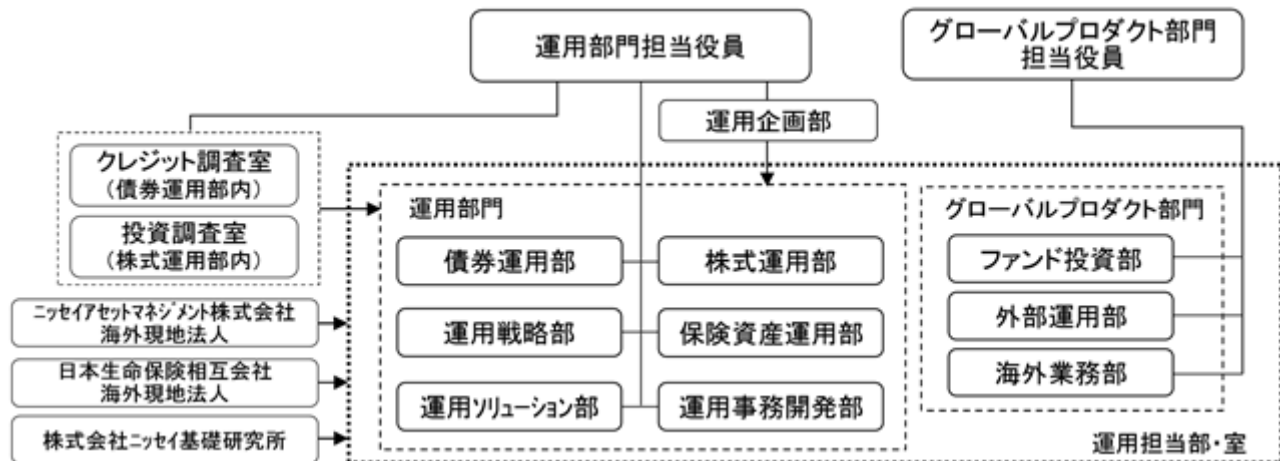 運用部門担当役員
グローバルプロダクト部門
担当役員
運用企画部
クレジット調査室
(債券運用部内)
投資調査室
(株式運用部内)
ニッセイアセットマネジメント株式会社
海外現地法人
日本生命保険相互会社
海外現地法人
株式会社ニッセイ基礎研究所
運用部門
債券運用部
株式運用部
運用戦略部
保険資産運用部
運用ソリューション部
運用事務開発部
グローバルプロダクト部門
ファンド投資部
外部運用部
海外業務部
運用担当部・室